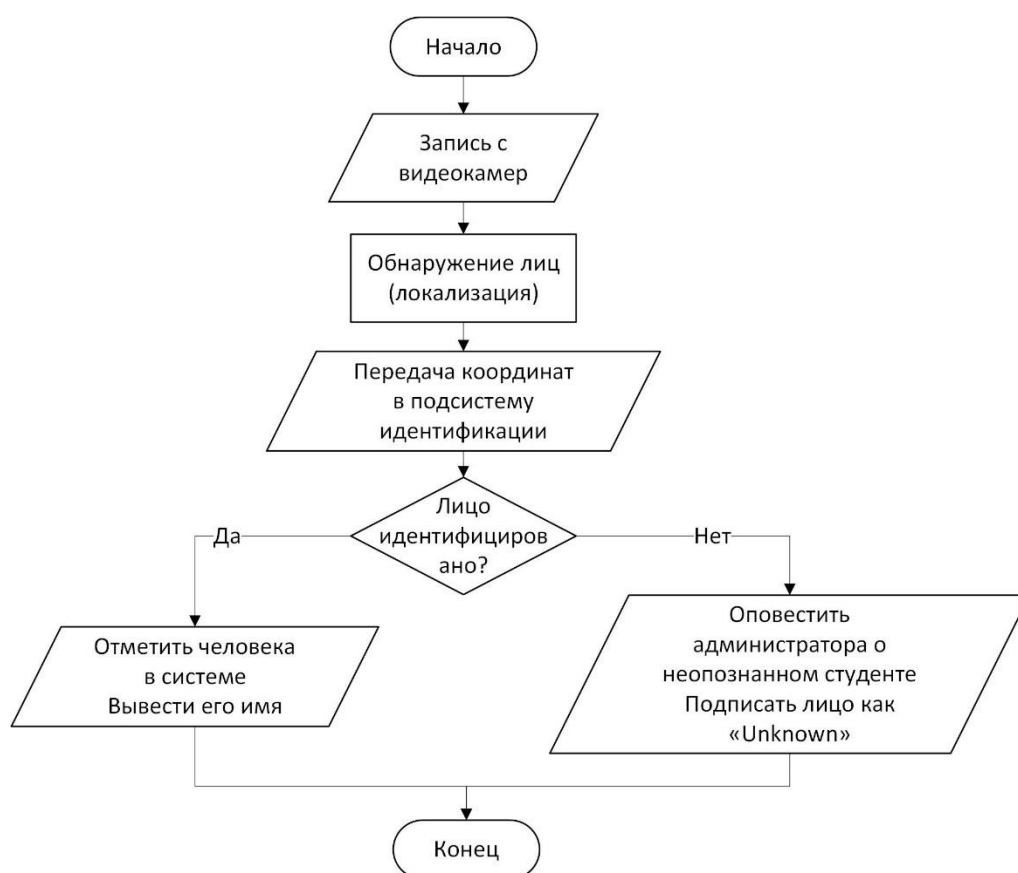 Начало
Запись с
видеокамер
Обнаружение лиц
(локализация)
Передача координат
в подсистему
идентификации
Лицо
идентифициров
ано?
Да
Нет
Отметить человека
в системе
Вывести его имя
Оповестить
администратора о
неопознанном студенте
Подписать лицо как
«Unknown»
Конец